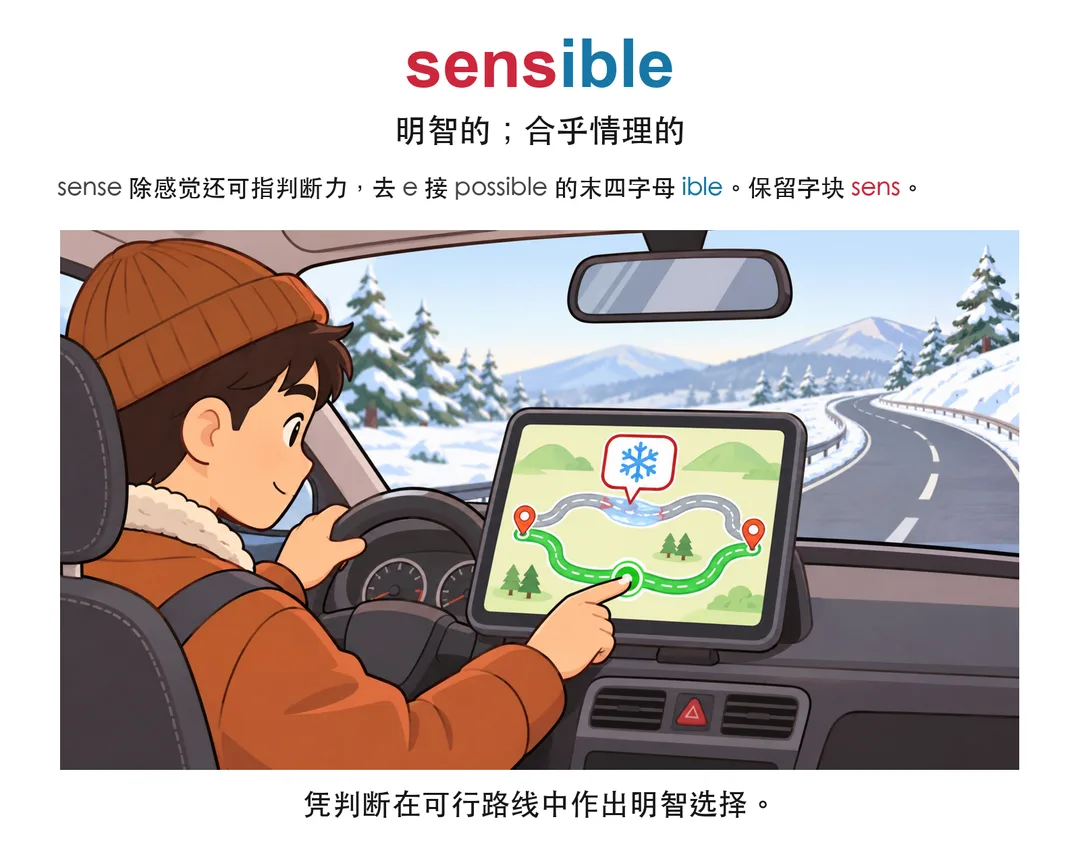 sensible
明智的；合乎情理的
sense 除感觉还可指判断力，去 e 接 possible 的末四字母 ible。保留字块 sens。
凭判断在可行路线中作出明智选择。